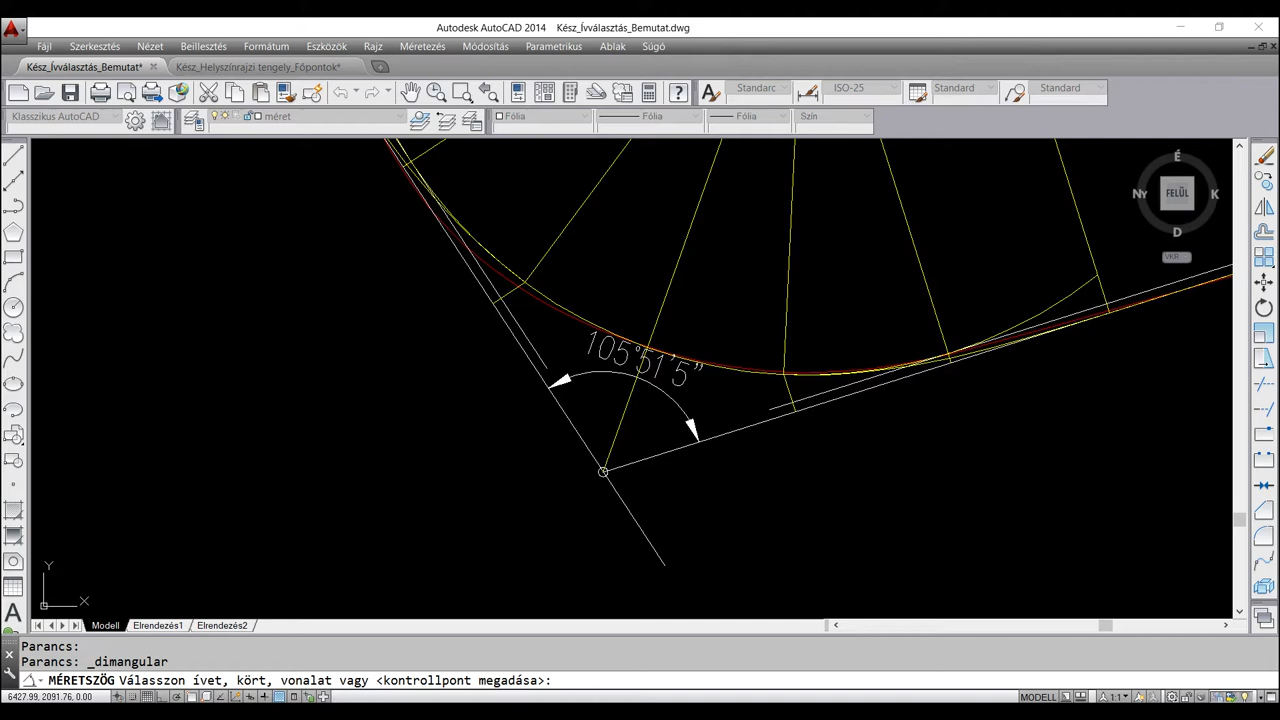 Autodesk AutoCAD 2014 Kész_Ívválasztás_Bemutat.dwg
Fájl Szerkesztés Nézet Beillesztés Formátum Eszközök Rajz Méretezés Módosítás Parametrikus Ablak Súgó
Kész_Ívválasztás_Bemutat* Kész_Helyszínrajzi tengely_Főpontok*
Standarc ISO-25 Standard Standard
Klasszikus AutoCAD méret Fólia Fólia Fólia Szín
É
NY FELÜL K
D
VKR
105°51'5"
Y
X
Modell Elrendezés1 Elrendezés2
Parancs:
Parancs: _dimangular
MÉRETSZÖG Válasszon ívet, kört, vonalat vagy <kontrollpont megadása>:
6427.99, 2091.76, 0.00 MODELL 1:1